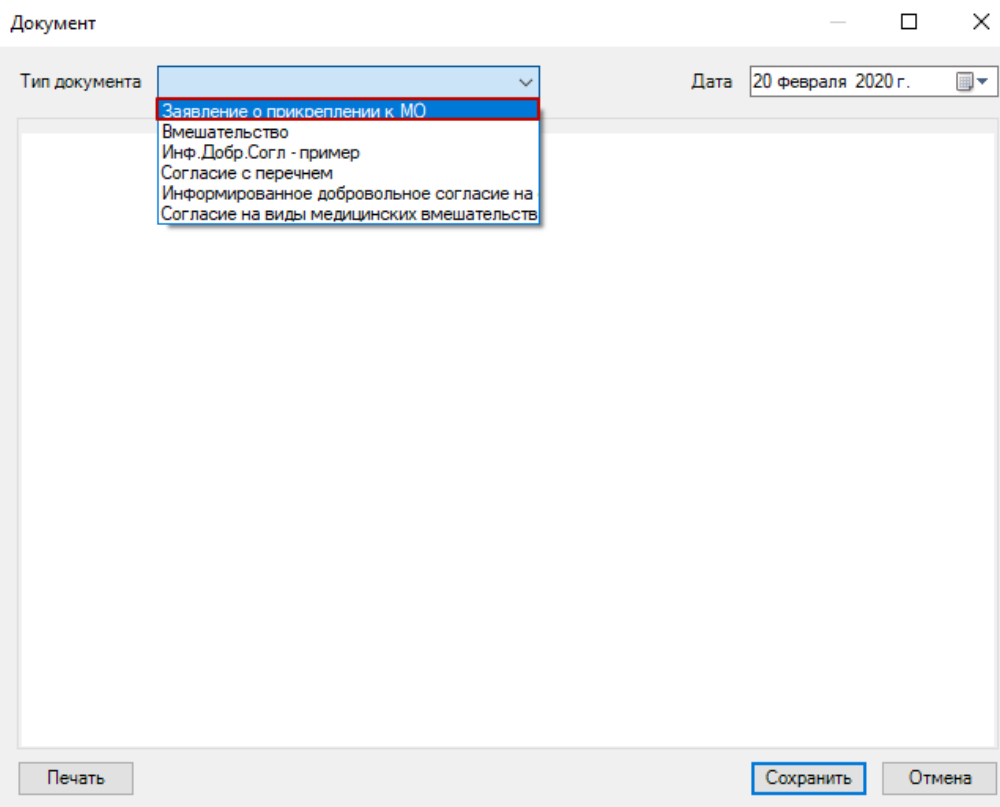 Документ
Тип документа
Дата 20 февраля 2020 г.
Заявление о прикреплении к МО
Вмешательство
Инф.Добр.Согл - пример
Согласие с перечнем
Информированное добровольное согласие на
Согласие на виды медицинских вмешательств
Печать Сохранить Отмена